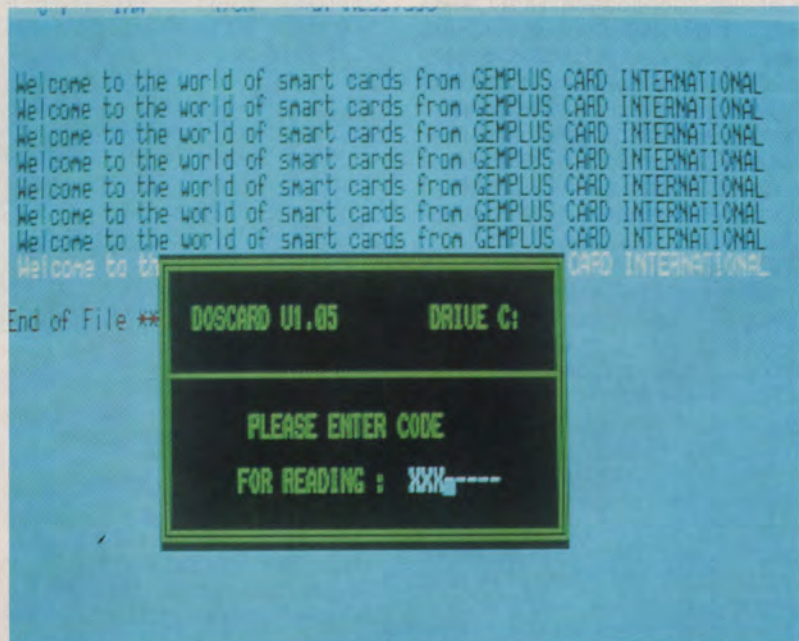 Welcome to the world of smart cards from GEMPLUS CARD INTERNATIONAL
Welcome to the world of smart cards from GEMPLUS CARD INTERNATIONAL
Welcome to the world of smart cards from GEMPLUS CARD INTERNATIONAL
Welcome to the world of smart cards from GEMPLUS CARD INTERNATIONAL
Welcome to the world of smart cards from GEMPLUS CARD INTERNATIONAL
Welcome to the world of smart cards from GEMPLUS CARD INTERNATIONAL
Welcome to the world of smart cards from GEMPLUS CARD INTERNATIONAL
Welcome to th CARD INTERNATIONAL
End of File **
DOSCARD V1.05 DRIVE C:
PLEASE ENTER CODE
FOR READING : XXX-----